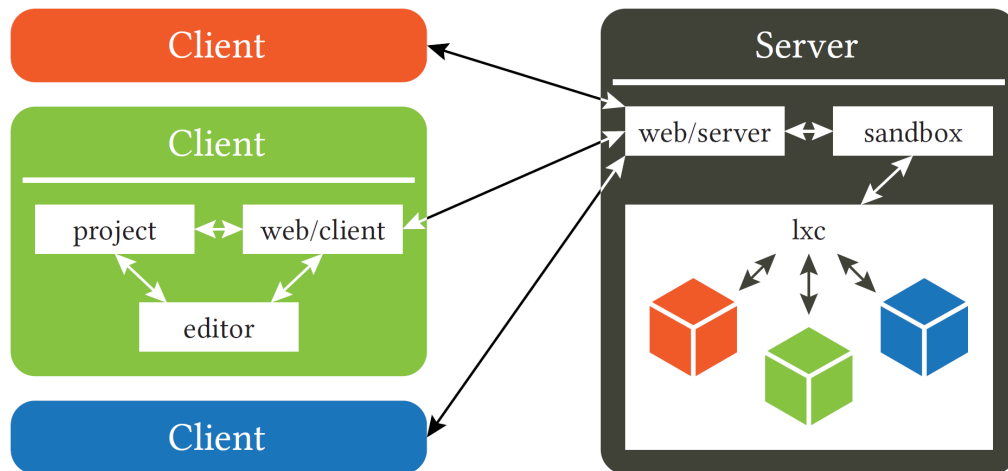 Client
Client
project
web/client
editor
Client
Server
web/server
sandbox
lxc